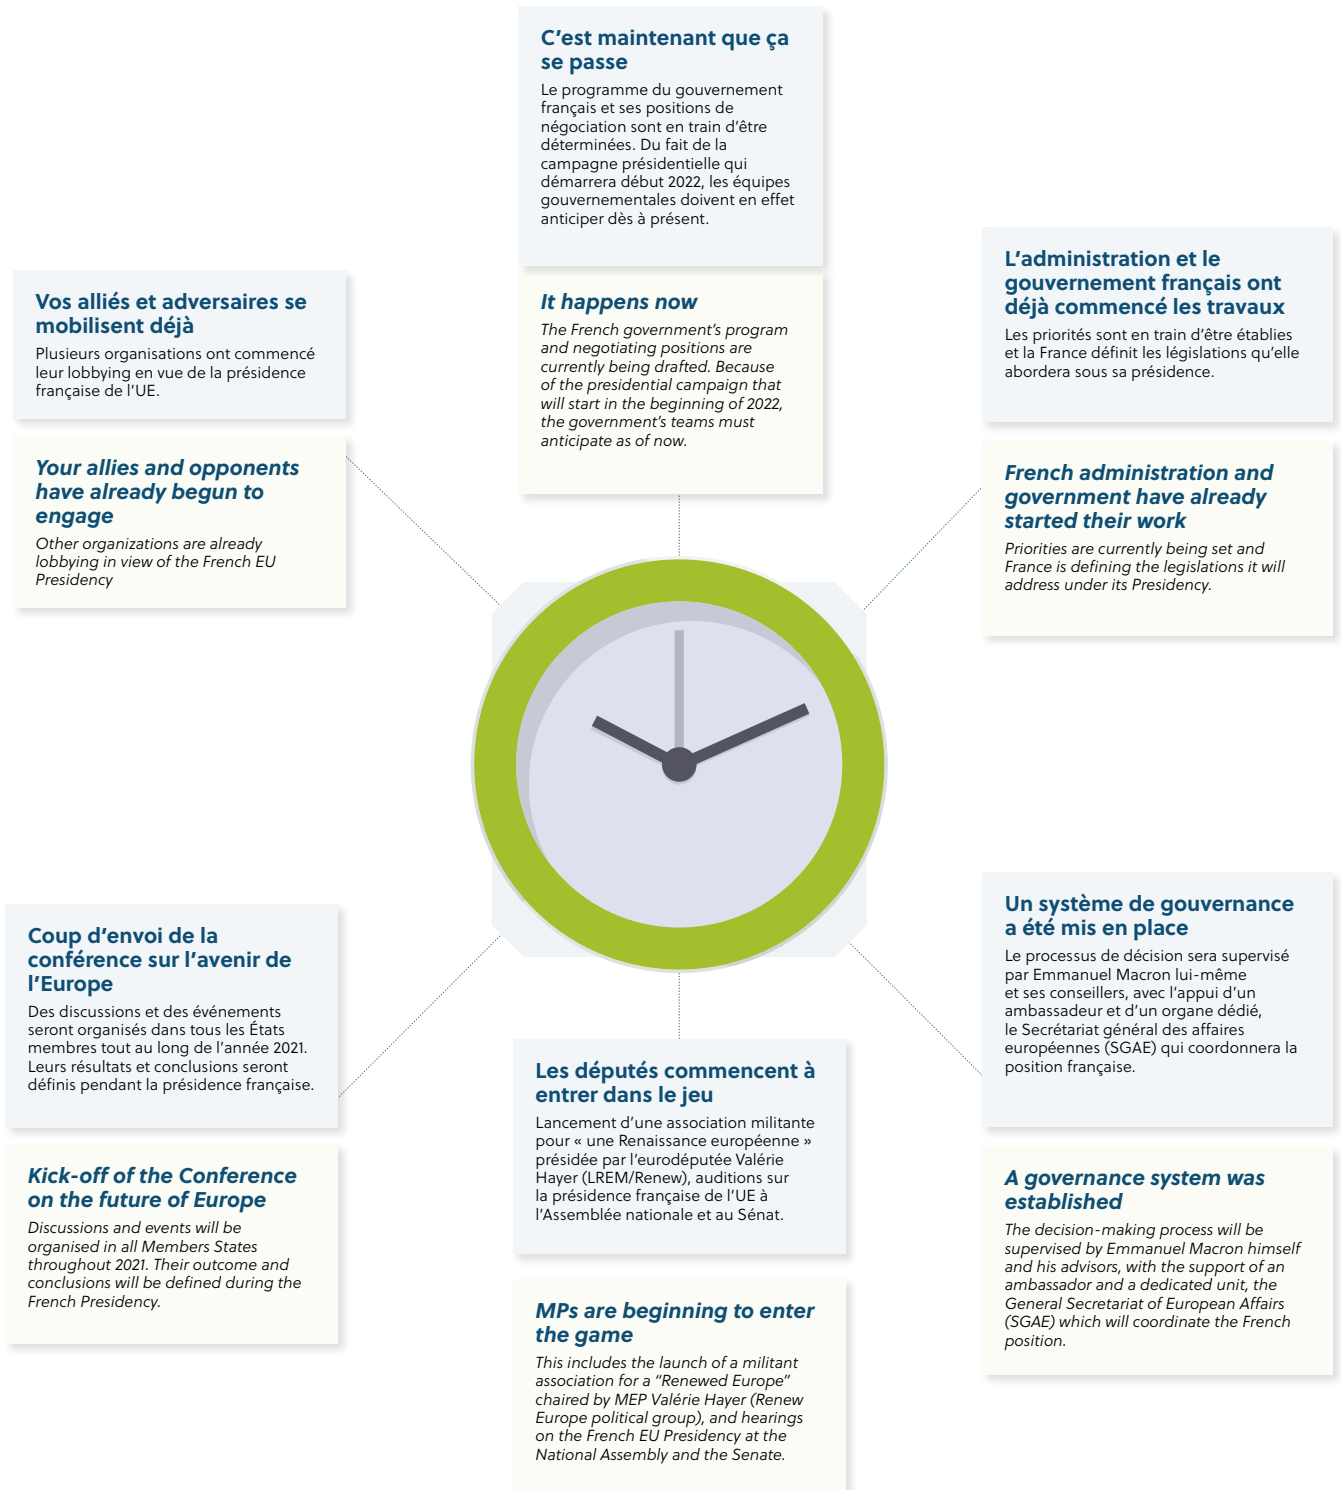 C'est maintenant que ça
se passe
Le programme du gouvernement
français et ses positions de
négociation sont en train d'être
déterminées. Du fait de la
campagne présidentielle qui
démarrera début 2022, les équipes
gouvernementales doivent en effet
anticiper dès à présent.
It happens now
The French government's program
and negotiating positions are
currently being drafted. Because
of the presidential campaign that
will start in the beginning of 2022,
the government's teams must
anticipate as of now.
L'administration et le
gouvernement français ont
déjà commencé les travaux
Les priorités sont en train d'être établies
et la France définit les législations qu'elle
abordera sous sa présidence.
French administration and
government have already
started their work
Priorities are currently being set and
France is defining the legislations it will
address under its Presidency.
Vos alliés et adversaires se
mobilisent déjà
Plusieurs organisations ont commencé
leur lobbying en vue de la présidence
française de l'UE.
Your allies and opponents
have already begun to
engage
Other organizations are already
lobbying in view of the French EU
Presidency
Un système de gouvernance
a été mis en place
Le processus de décision sera supervisé
par Emmanuel Macron lui-même
et ses conseillers, avec l'appui d'un
ambassadeur et d'un organe dédié,
le Secrétariat général des affaires
européennes (SGAE) qui coordonnera la
position française.
A governance system was
established
The decision-making process will be
supervised by Emmanuel Macron himself
and his advisors, with the support of an
ambassador and a dedicated unit, the
General Secretariat of European Affairs
(SGAE) which will coordinate the French
position.
Coup d'envoi de la
conférence sur l'avenir de
l'Europe
Des discussions et des événements
seront organisés dans tous les États
membres tout au long de l'année 2021.
Leurs résultats et conclusions seront
définis pendant la présidence française.
Kick-off of the Conference
on the future of Europe
Discussions and events will be
organised in all Members States
throughout 2021. Their outcome and
conclusions will be defined during the
French Presidency.
Les députés commencent à
entrer dans le jeu
Lancement d'une association militante
pour « une Renaissance européenne »
présidée par l'eurodéputée Valérie
Hayer (LREM/Renew), auditions sur
la présidence française de l'UE à
l'Assemblée nationale et au Sénat.
MPs are beginning to enter
the game
This includes the launch of a militant
association for a "Renewed Europe"
chaired by MEP Valérie Hayer (Renew
Europe political group), and hearings
on the French EU Presidency at the
National Assembly and the Senate.